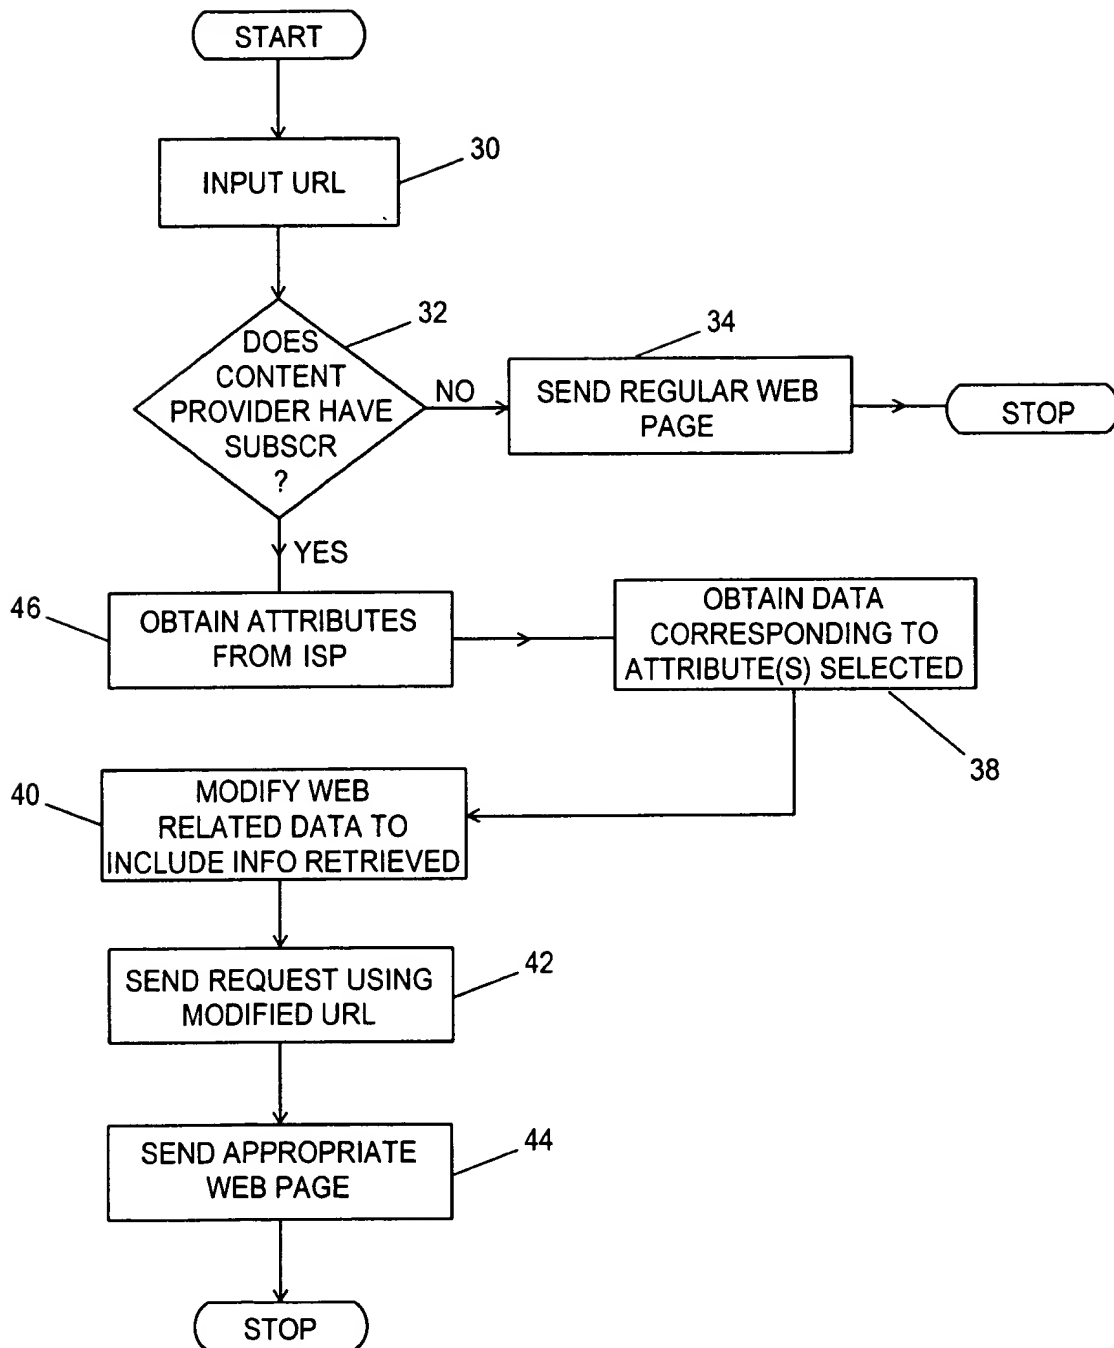 START
INPUT URL
30
DOES
CONTENT
PROVIDER HAVE
SUBSCR
?
32
NO
34
SEND REGULAR WEB
PAGE
STOP
YES
46
OBTAIN ATTRIBUTES
FROM ISP
OBTAIN DATA
CORRESPONDING TO
ATTRIBUTE(S) SELECTED
38
40
MODIFY WEB
RELATED DATA TO
INCLUDE INFO RETRIEVED
SEND REQUEST USING
MODIFIED URL
42
SEND APPROPRIATE
WEB PAGE
44
STOP